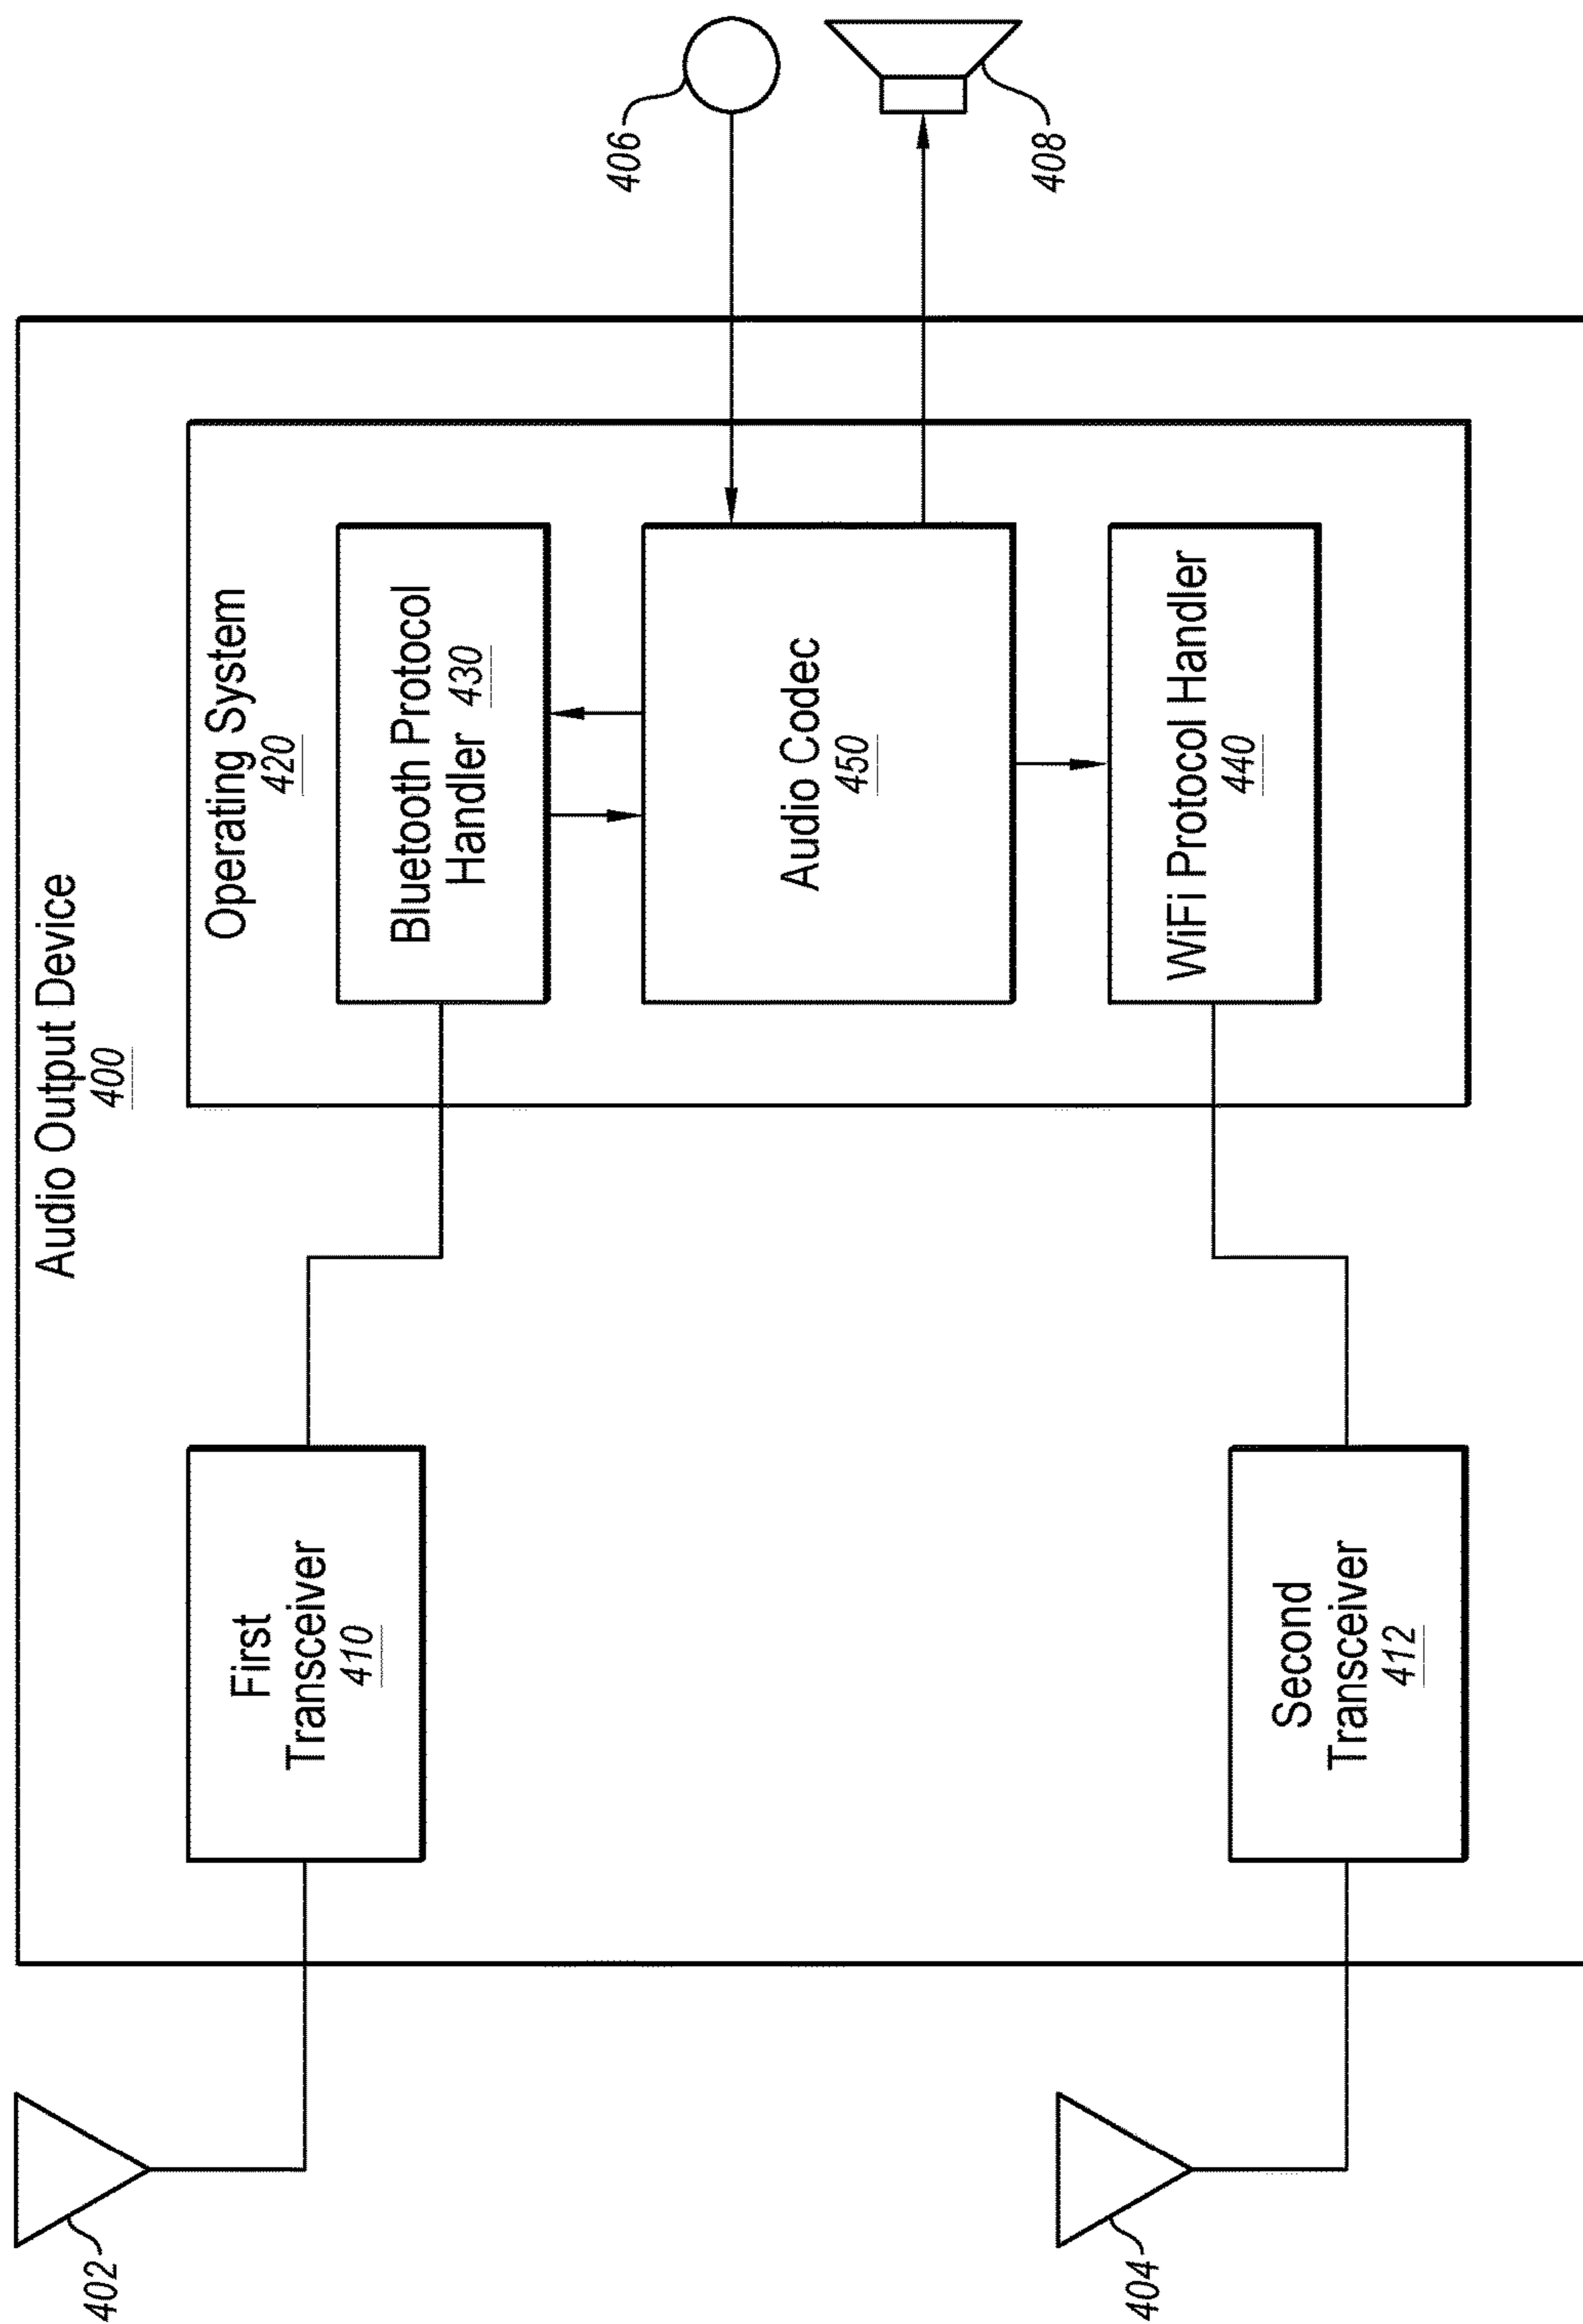 Audio Output Device
400
402
404
First
Transceiver
410
Second
Transceiver
412
Operating System
420
Bluetooth Protocol
Handler 430
Audio Codec
450
WiFi Protocol Handler
440
406
408